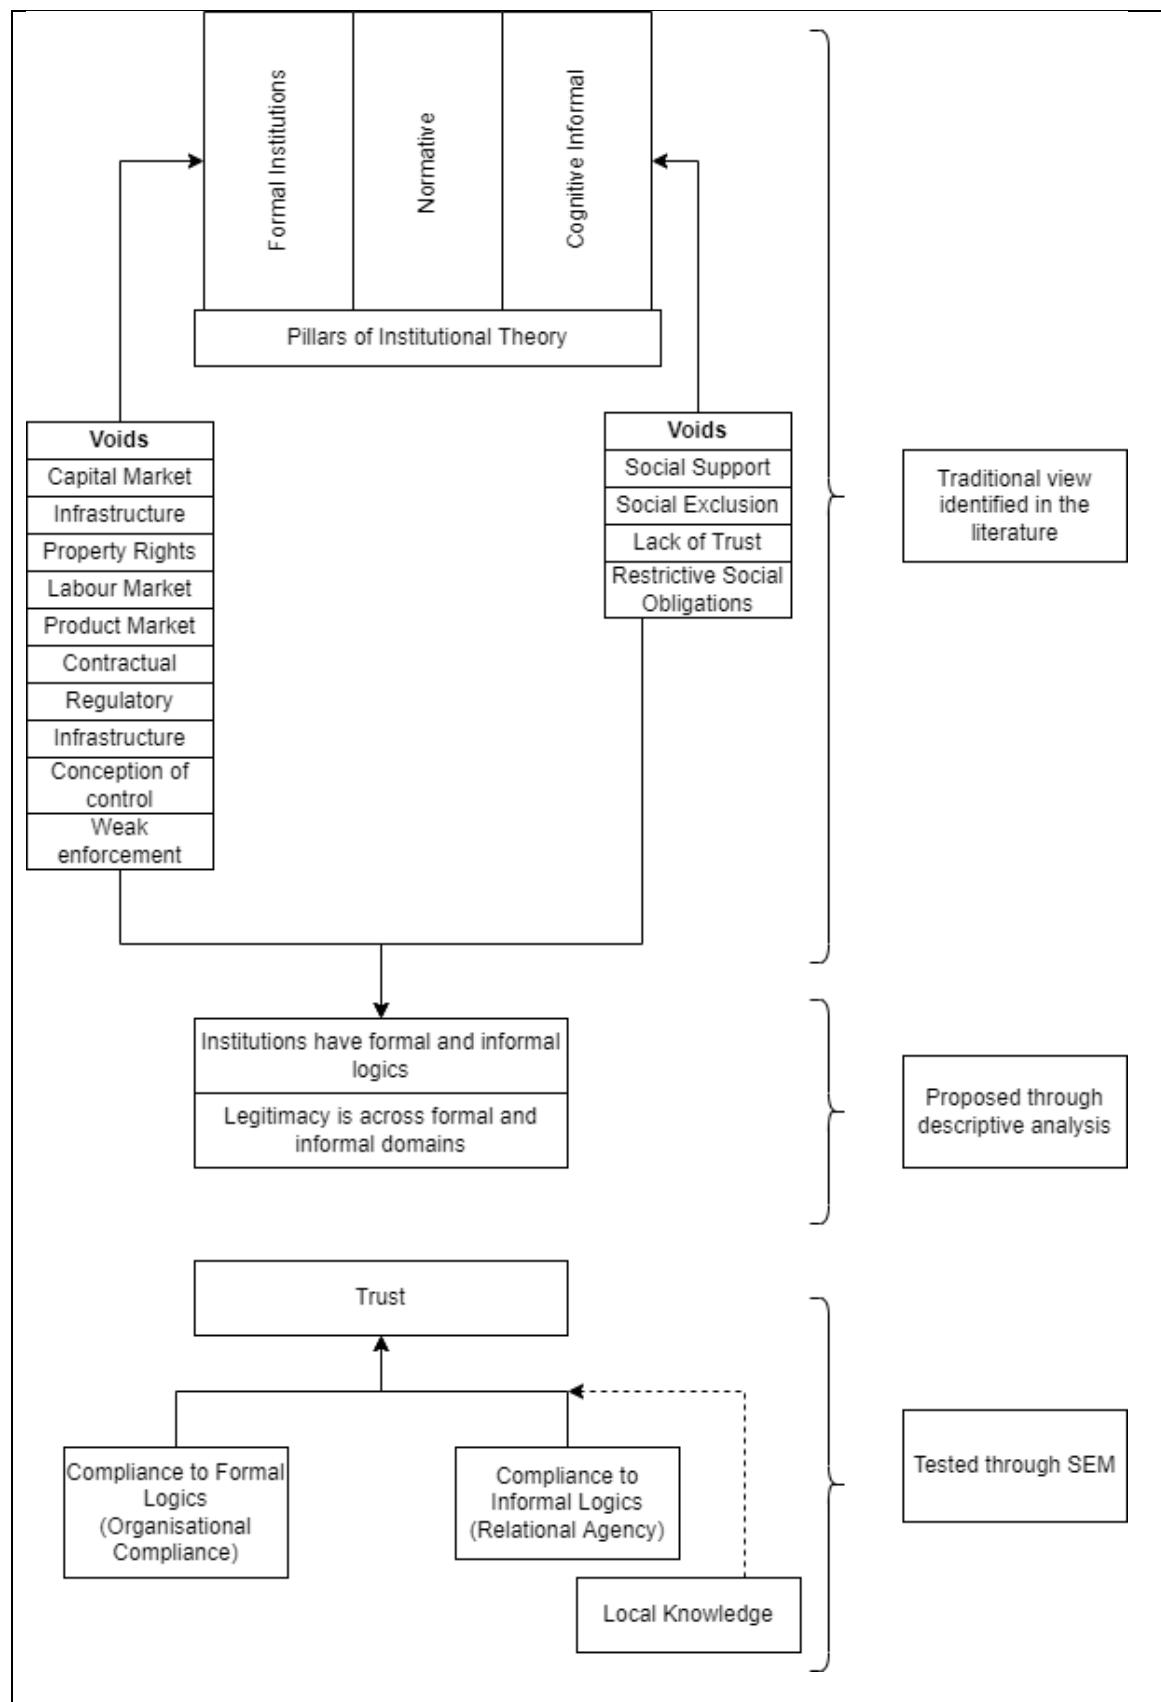 Formal Institutions
Normative
Cognitive Informal
Pillars of Institutional Theory
Voids
Capital Market
Infrastructure
Property Rights
Labour Market
Product Market
Contractual
Regulatory
Infrastructure
Conception of
control
Weak
enforcement
Voids
Social Support
Social Exclusion
Lack of Trust
Restrictive Social
Obligations
Traditional view
identified in the
literature
Institutions have formal and informal
logics
Legitimacy is across formal and
informal domains
Proposed through
descriptive analysis
Trust
Compliance to Formal
Logics
(Organisational
Compliance)
Compliance to
Informal Logics
(Relational Agency)
Local Knowledge
Tested through SEM